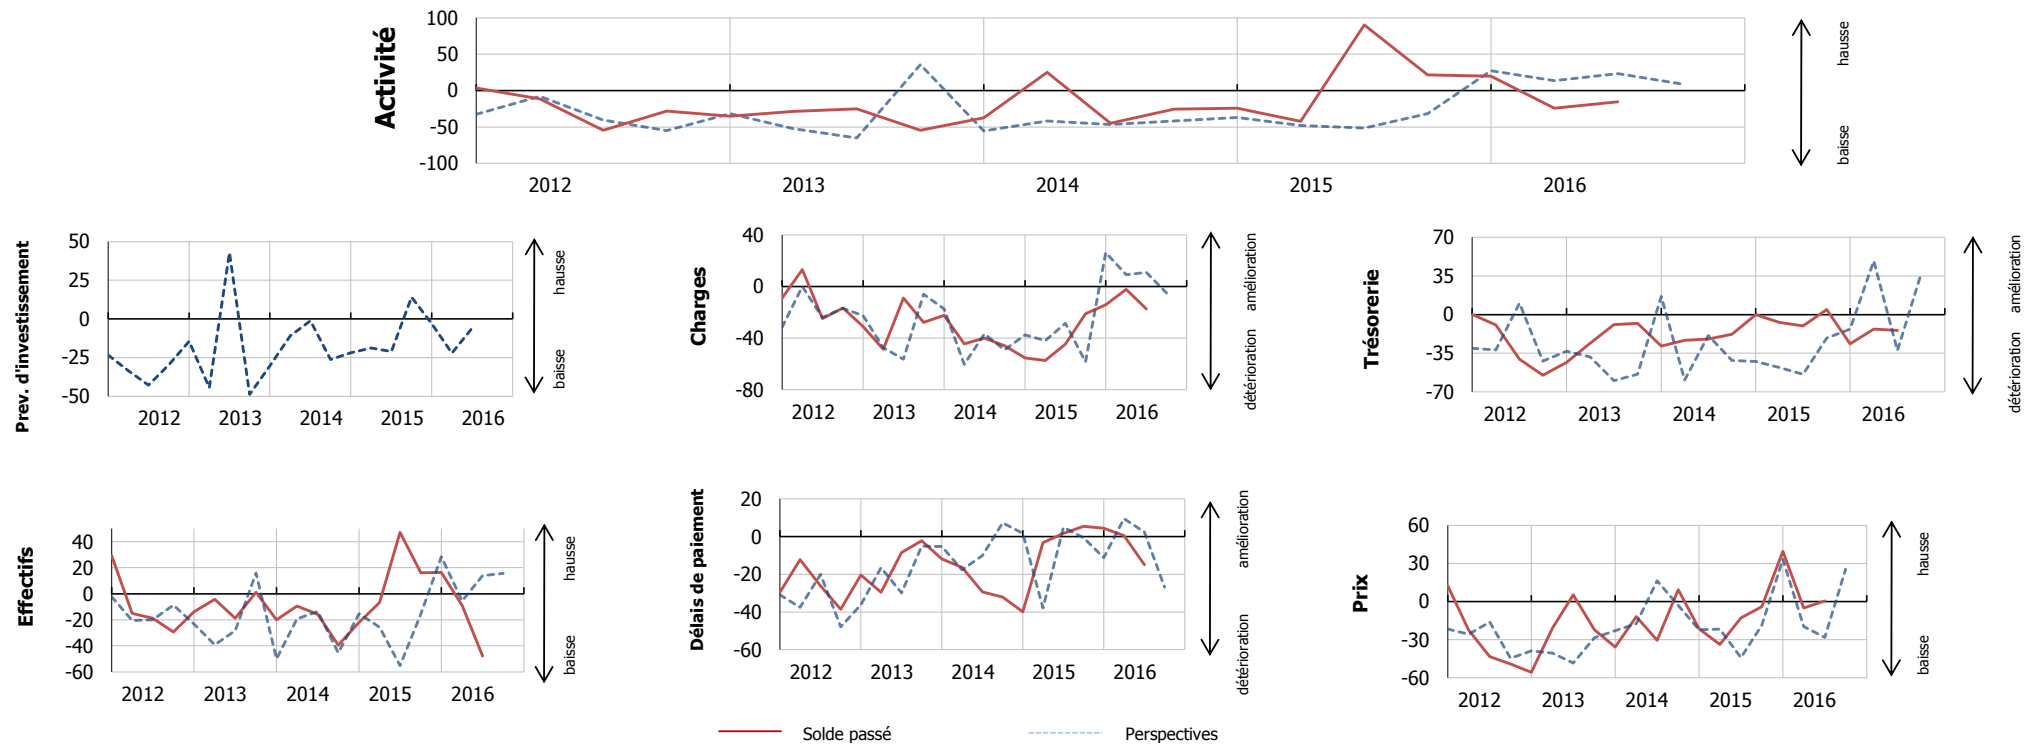 Activité
100
50
0
-50
-100
2012 2013 2014 2015 2016
hausse
baisse
Prev. d'investissement
50
25
0
-25
-50
2012 2013 2014 2015 2016
hausse
baisse
Charges
40
0
-40
-80
2012 2013 2014 2015 2016
amélioration
détérioration
Trésorerie
70
35
0
-35
-70
2012 2013 2014 2015 2016
amélioration
détérioration
Effectifs
40
20
0
-20
-40
-60
2012 2013 2014 2015 2016
hausse
baisse
Délais de paiement
20
0
-20
-40
-60
2012 2013 2014 2015 2016
amélioration
détérioration
Prix
60
30
0
-30
-60
2012 2013 2014 2015 2016
hausse
baisse
Solde passé Perspectives